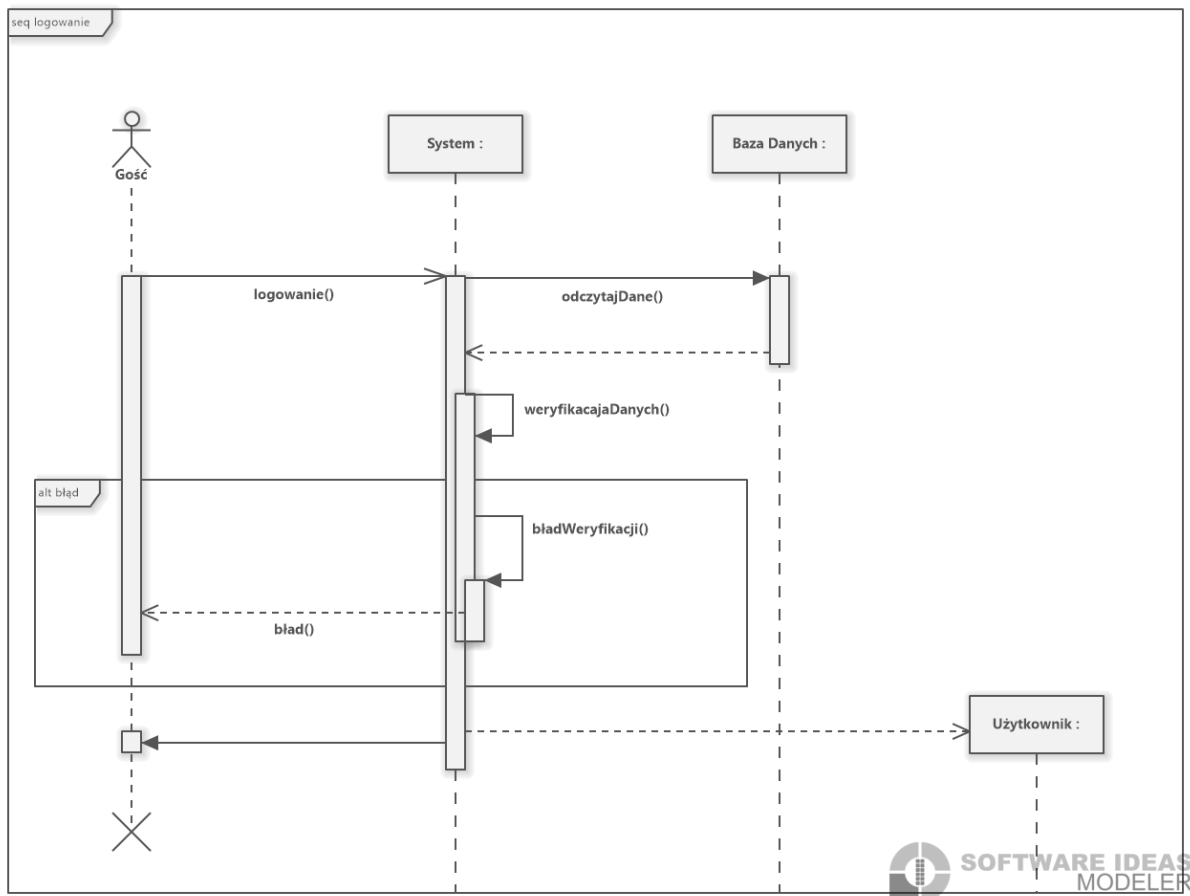 seq logowanie
Gość
System :
Baza Danych :
logowanie()
odczytajDane()
weryfikacajaDanych()
alt błąd
bładWeryfikacji()
bład()
Użytkownik :
SOFTWARE IDEAS
MODELER